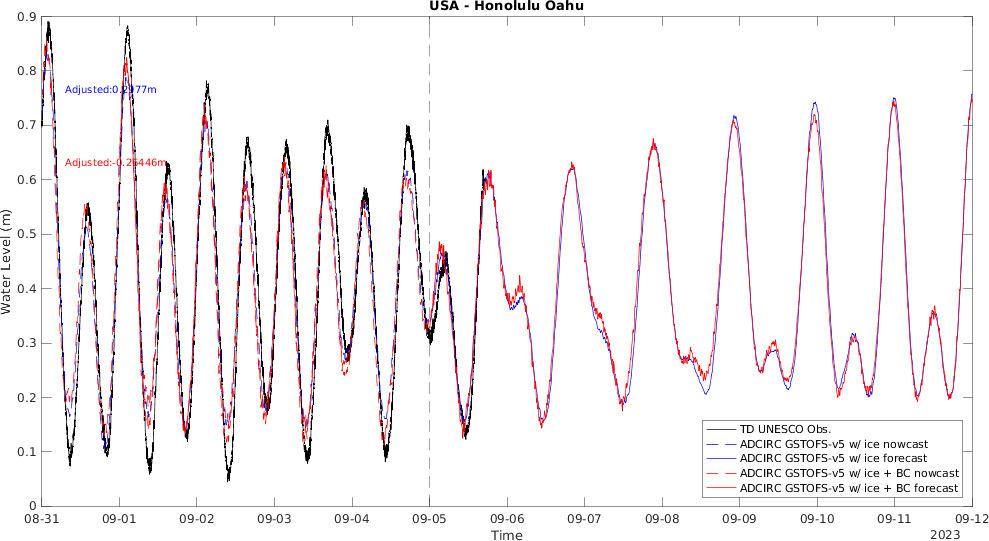 USA - Honolulu Oahu
0.9
0.8
0.7
0.6
0.5
0.4
0.3
0.2
0.1
0
Water Level (m)
Adjusted:0.2977m
Adjusted:-0.26446m
TD UNESCO Obs.
ADCIRC GSTOFS-v5 w/ ice nowcast
ADCIRC GSTOFS-v5 w/ ice forecast
ADCIRC GSTOFS-v5 w/ ice + BC nowcast
ADCIRC GSTOFS-v5 w/ ice + BC forecast
08-31 09-01 09-02 09-03 09-04 09-05 09-06 09-07 09-08 09-09 09-10 09-11 09-12
Time
2023